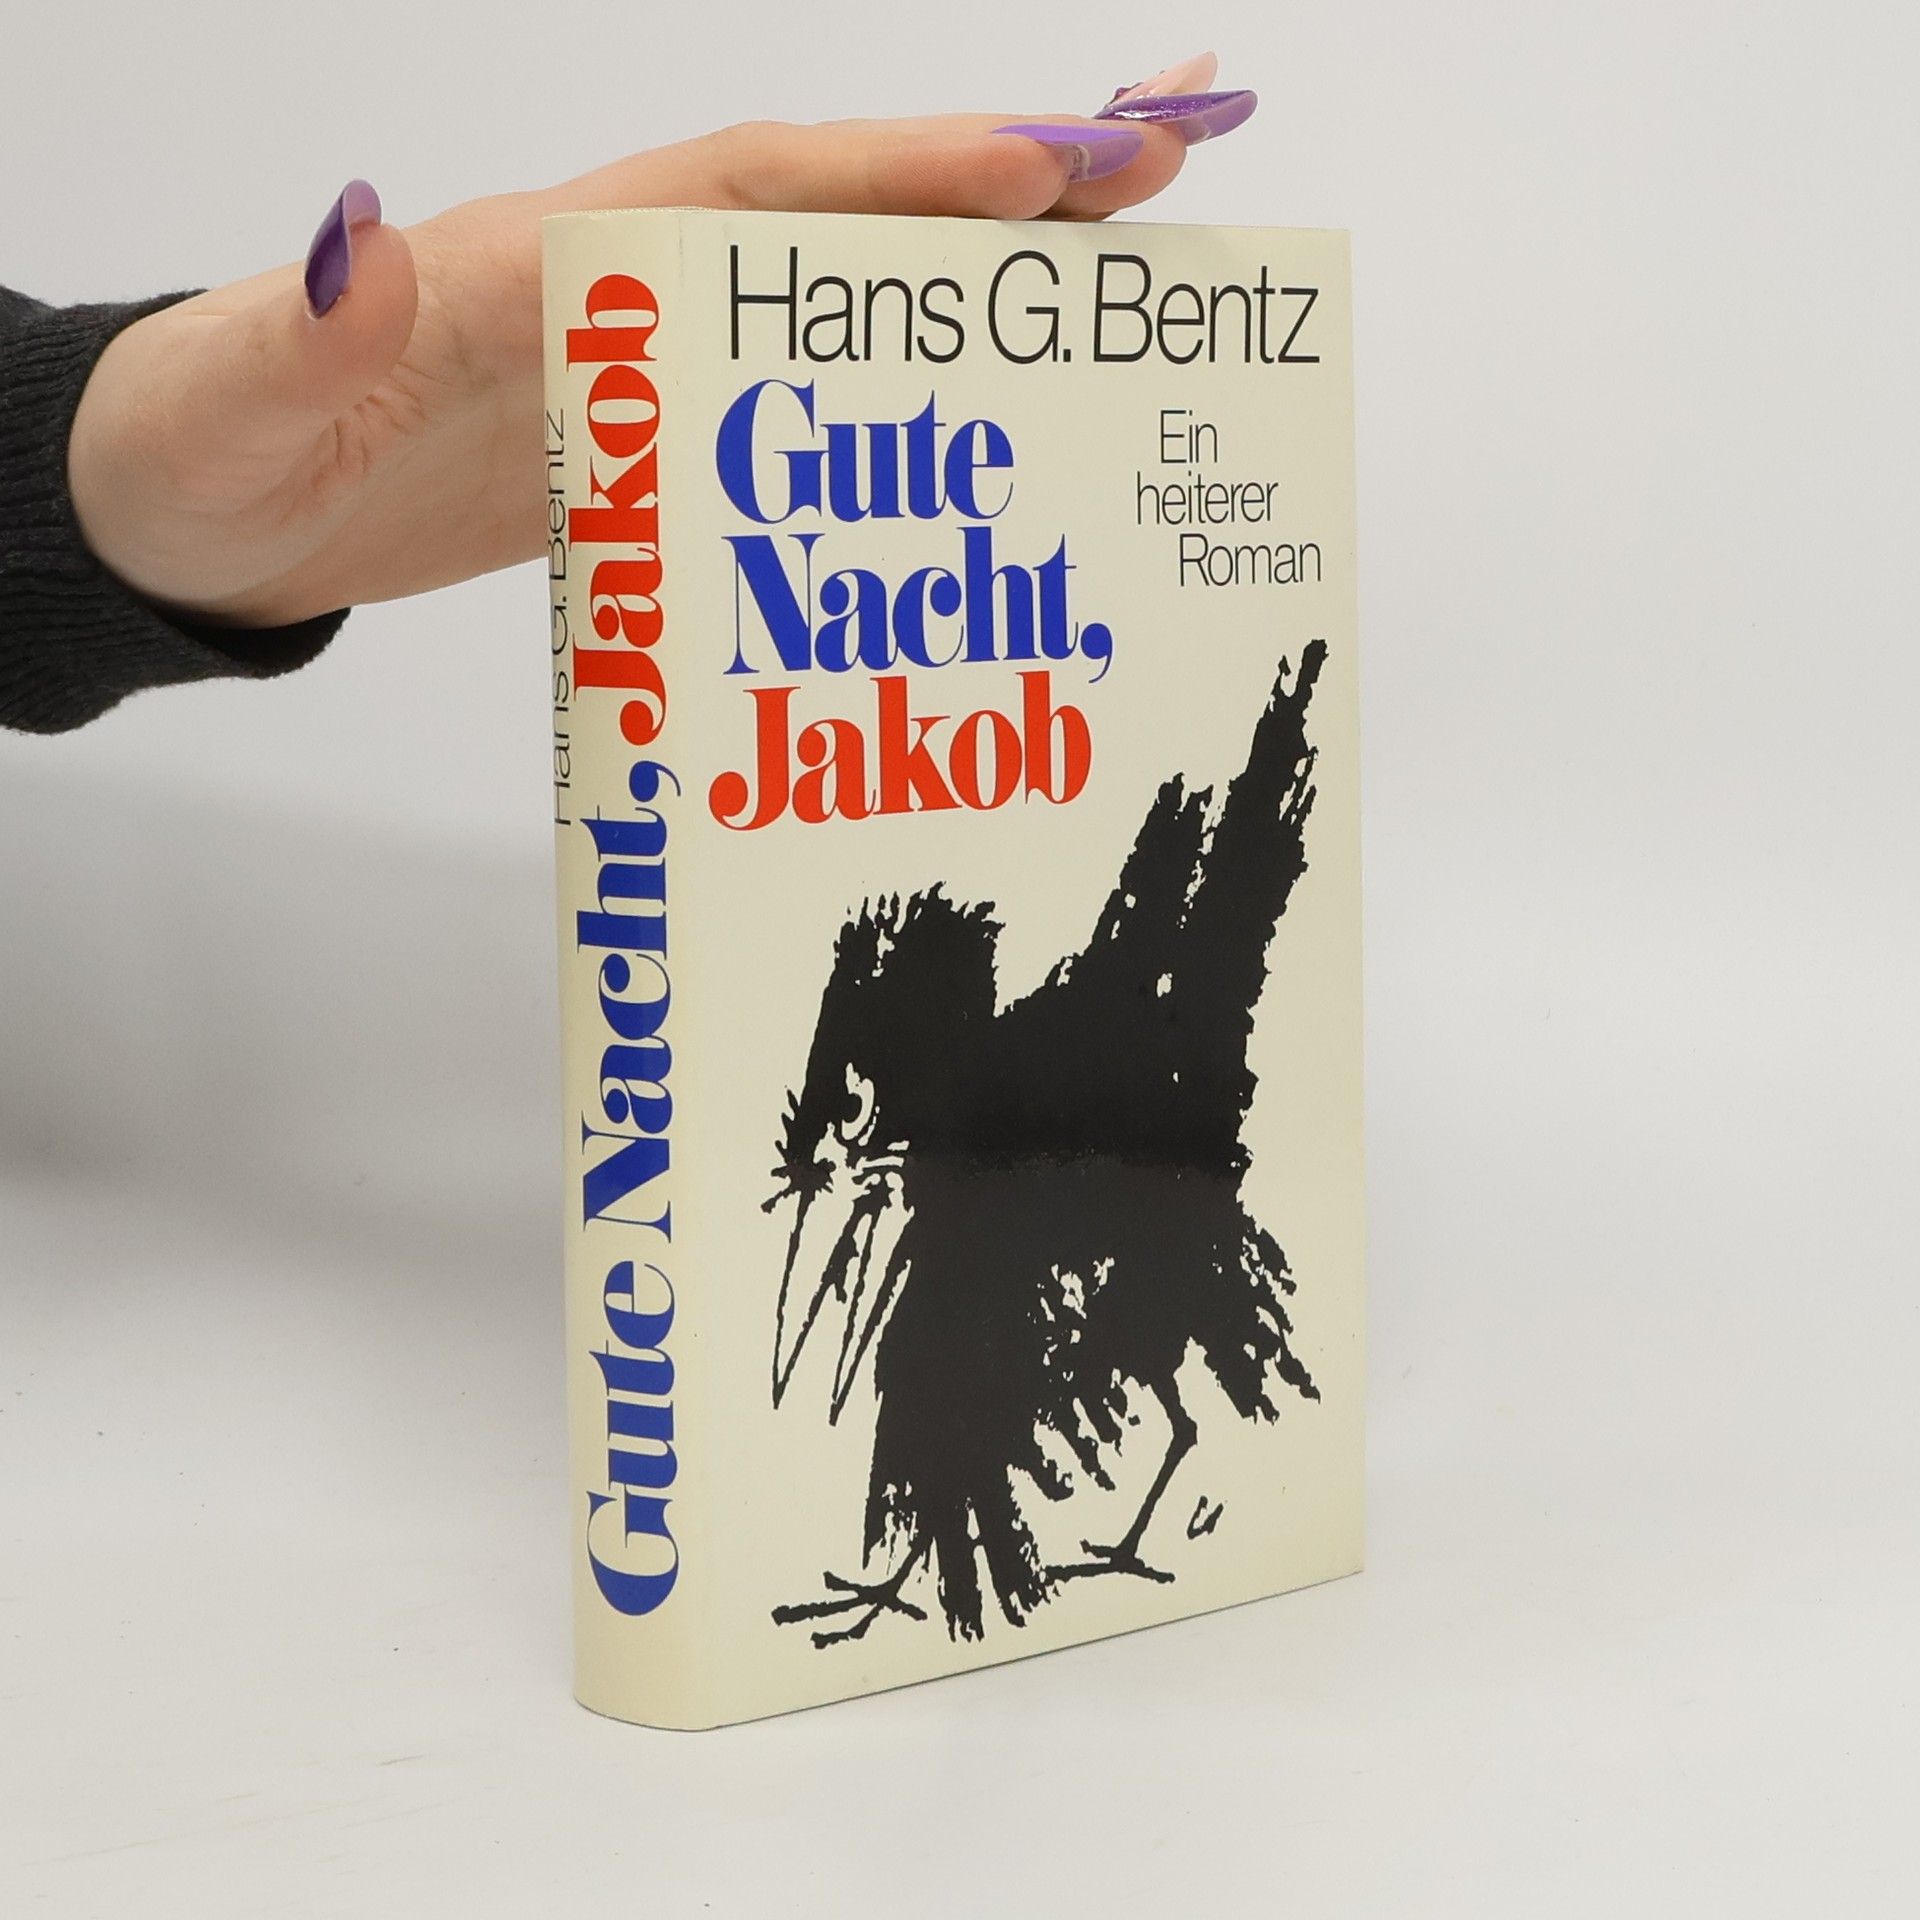 Hans G. Bentz
Gute
Nacht,
Jakob
Ein
heiterer
Roman
Hans G. Bentz
Gute Nacht, Jakob